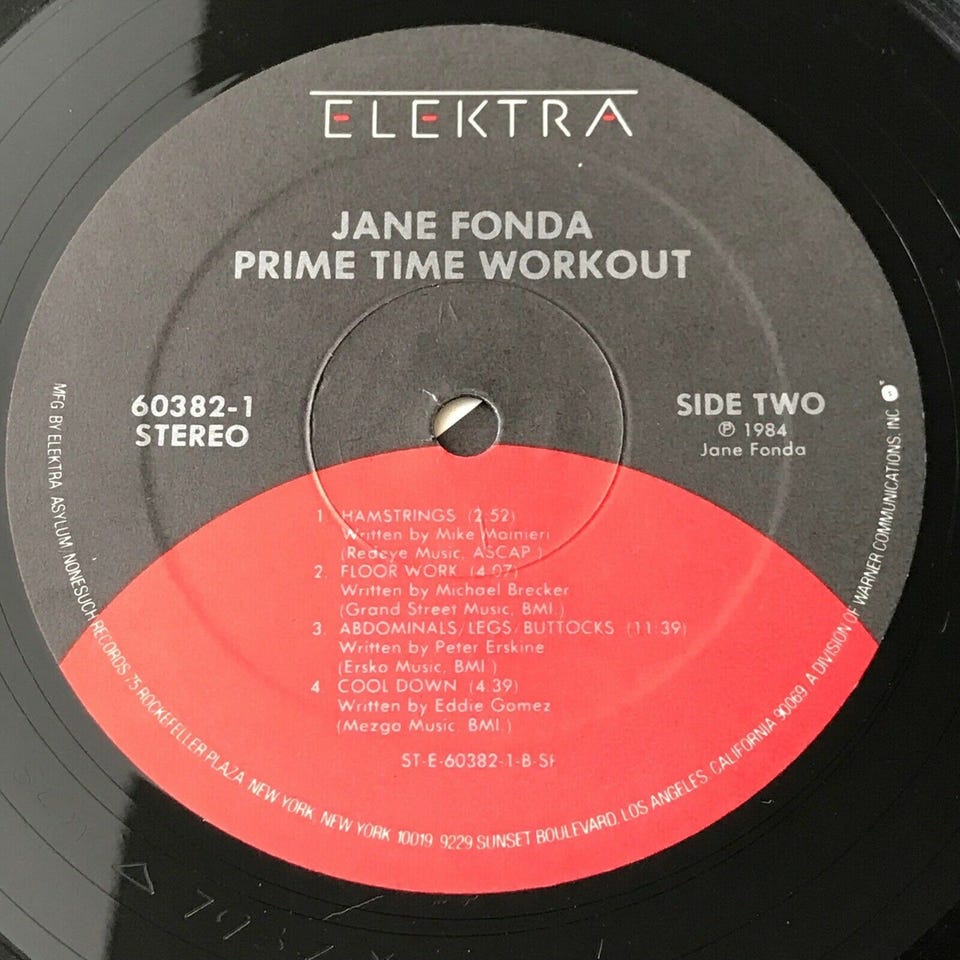 ELEKTRA
JANE FONDA
PRIME TIME WORKOUT
60382-1
STEREO
SIDE TWO
Ⓟ 1984
Jane Fonda
1 HAMSTRINGS (2:52)
Written by Mike Mainieri
(Redeye Music, ASCAP.)
2. FLOOR WORK (4:07)
Written by Michael Brecker
(Grand Street Music, BMI.)
3. ABDOMINALS/LEGS/BUTTOCKS (11:39)
Written by Peter Erskine
(Ersko Music, BMI.)
4 COOL DOWN (4:39)
Written by Eddie Gomez
(Mezgo Music, BMI.)
ST-E-60382-1-B-SP
MFG BY ELEKTRA/ASYLUM/NONESUCH RECORDS, 75 ROCKEFELLER PLAZA, NEW YORK, NEW YORK 10019 9229 SUNSET BOULEVARD, LOS ANGELES, CALIFORNIA 90069. A DIVISION OF WARNER COMMUNICATIONS, INC